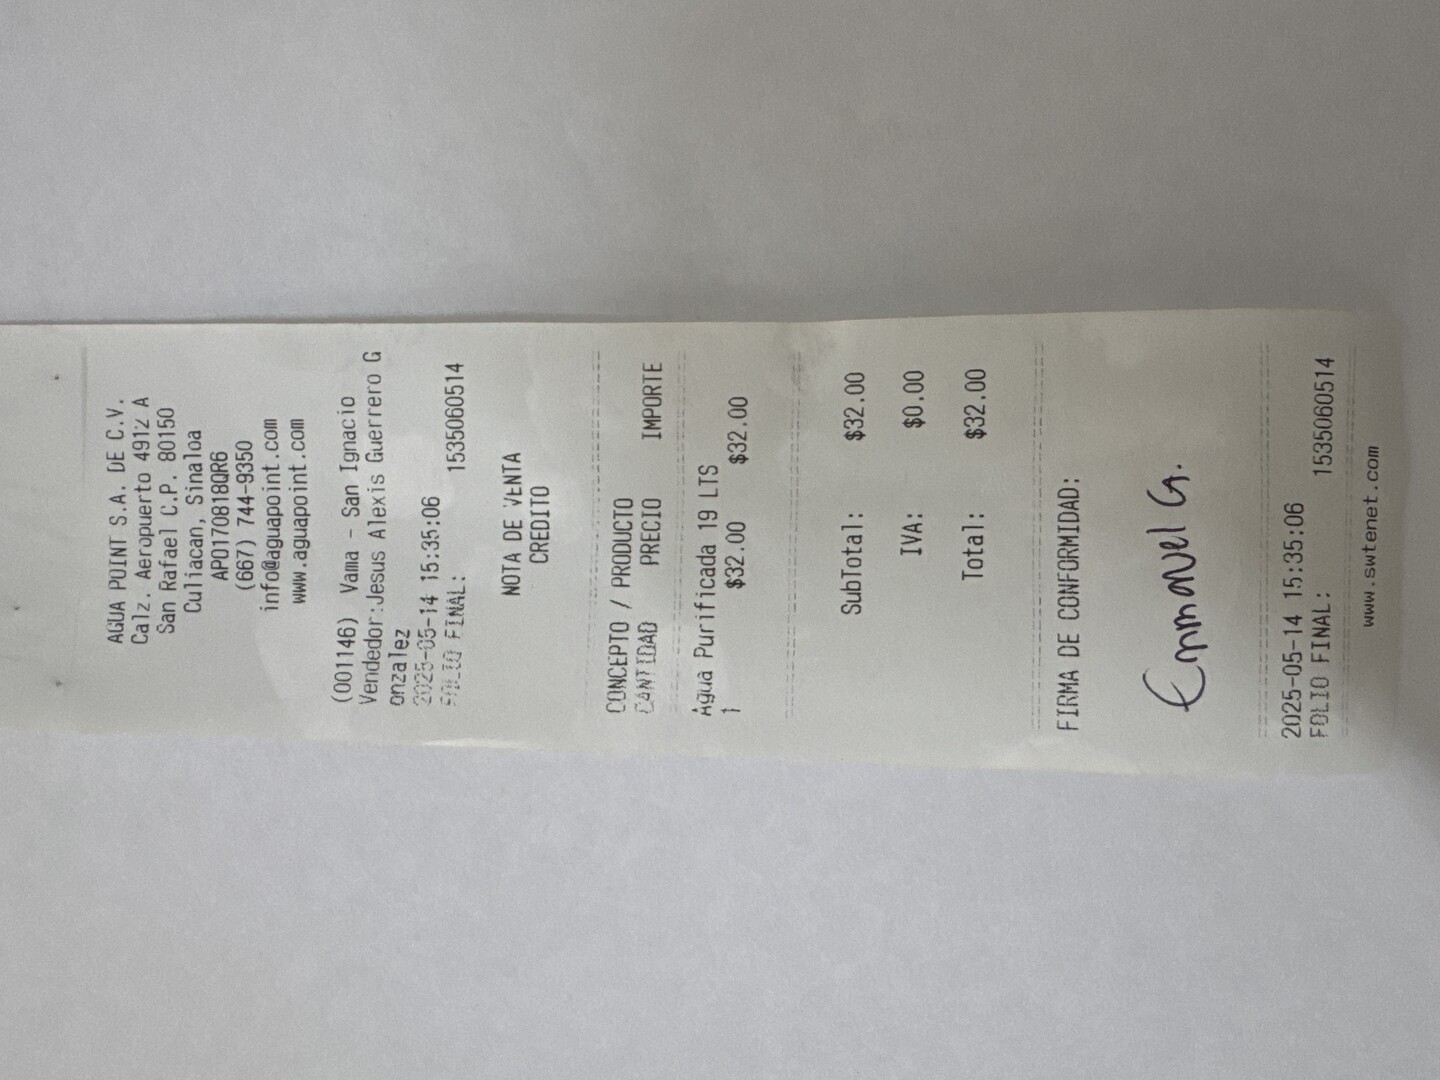 AGUA POINT S.A. DE C.V.
Calz. Aeropuerto 4912 A
San Rafael C.P. 80150
Culiacan, Sinaloa
APO170818QR6
(667) 744-9350
info@aguapoint.com
www.aguapoint.com
(001146) Vama - San Ignacio
Vendedor:Jesus Alexis Guerrero G
onzalez
2025-05-14 15:35:06
FOLIO FINAL: 1535060514
NOTA DE VENTA
CREDITO
CONCEPTO / PRODUCTO
CANTIDAD PRECIO IMPORTE
Agua Purificada 19 LTS
1 $32.00 $32.00
SubTotal: $32.00
IVA: $0.00
Total: $32.00
FIRMA DE CONFORMIDAD:
Emmanuel G.
2025-05-14 15:35:06
FOLIO FINAL: 1535060514
www.swtenet.com